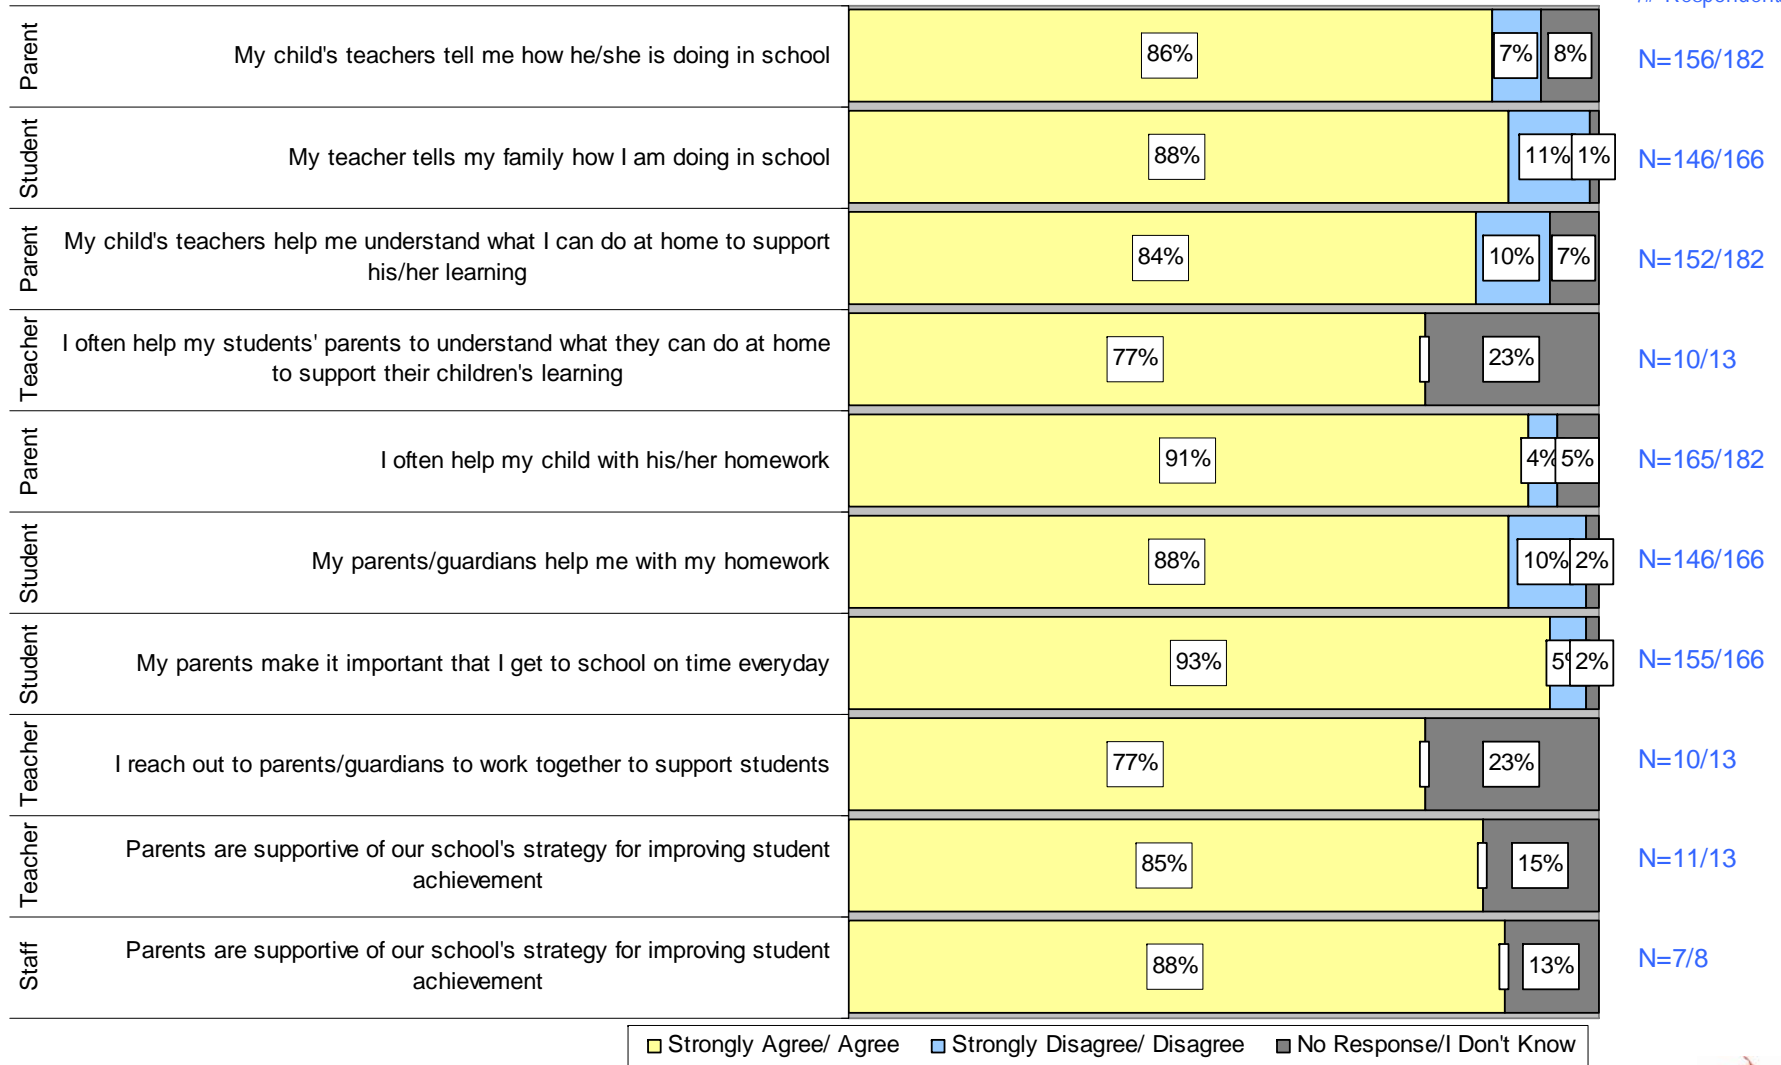 Parent
My child's teachers tell me how he/she is doing in school
86%
7%
8%
N=156/182
Student
My teacher tells my family how I am doing in school
88%
11%
1%
N=146/166
Parent
My child's teachers help me understand what I can do at home to support
his/her learning
84%
10%
7%
N=152/182
Teacher
I often help my students' parents to understand what they can do at home
to support their children's learning
77%
23%
N=10/13
Parent
I often help my child with his/her homework
91%
4%
5%
N=165/182
Student
My parents/guardians help me with my homework
88%
10%
2%
N=146/166
Student
My parents make it important that I get to school on time everyday
93%
5%
2%
N=155/166
Teacher
I reach out to parents/guardians to work together to support students
77%
23%
N=10/13
Teacher
Parents are supportive of our school's strategy for improving student
achievement
85%
15%
N=11/13
Staff
Parents are supportive of our school's strategy for improving student
achievement
88%
13%
N=7/8
Strongly Agree/ Agree
Strongly Disagree/ Disagree
No Response/I Don't Know